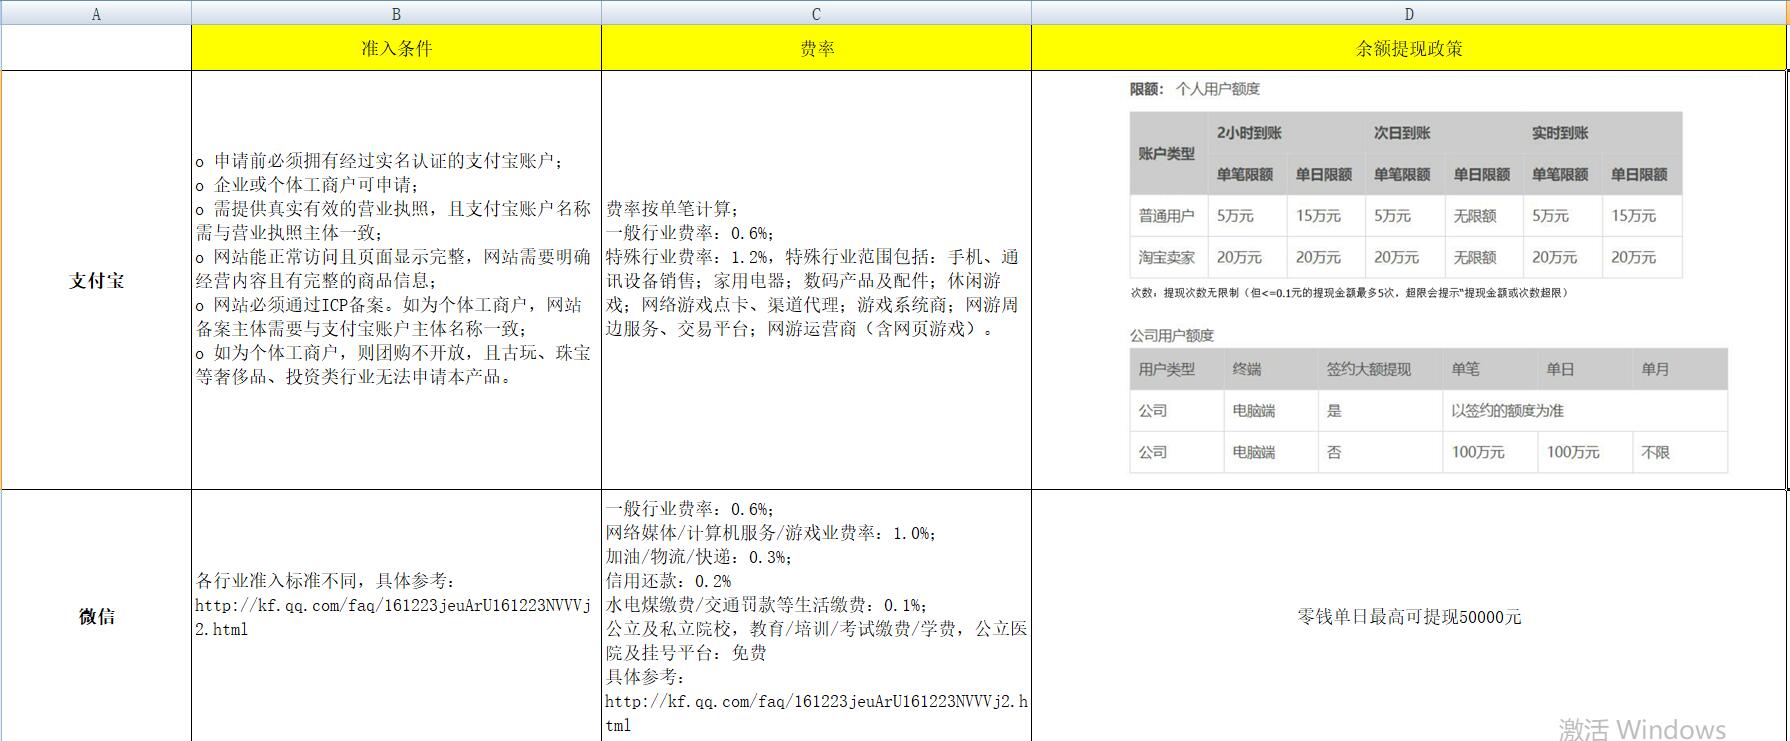 A B C D
准入条件 费率 余额提现政策
支付宝
o 申请前必须拥有经过实名认证的支付宝账户；
o 企业或个体工商户可申请；
o 需提供真实有效的营业执照，且支付宝账户名称
需与营业执照主体一致；
o 网站能正常访问且页面显示完整，网站需要明确
经营内容且有完整的商品信息；
o 网站必须通过ICP备案。如为个体工商户，网站
备案主体需要与支付宝账户主体名称一致；
o 如为个体工商户，则团购不开放，且古玩、珠宝
等奢侈品、投资类行业无法申请本产品。
费率按单笔计算；
一般行业费率：0.6%；
特殊行业费率：1.2%，特殊行业范围包括：手机、通
讯设备销售；家用电器；数码产品及配件；休闲游
戏；网络游戏点卡、渠道代理；游戏系统商；网游周
边服务、交易平台；网游运营商（含网页游戏）。
限额： 个人用户额度
账户类型 2小时到账 次日到账 实时到账
单笔限额 单日限额 单笔限额 单日限额 单笔限额 单日限额
普通用户 5万元 15万元 5万元 无限额 5万元 15万元
淘宝卖家 20万元 20万元 20万元 无限额 20万元 20万元
次数：提现次数无限制（但<=0.1元的提现金额最多5次，超限会提示“提现金额或次数超限）
公司用户额度
用户类型 终端 签约大额提现 单笔 单日 单月
公司 电脑端 是 以签约的额度为准
公司 电脑端 否 100万元 100万元 不限
微信
各行业准入标准不同，具体参考：
http://kf.qq.com/faq/161223jeuArU161223NVVVj
2.html
一般行业费率：0.6%；
网络媒体/计算机服务/游戏业费率：1.0%；
加油/物流/快递：0.3%；
信用还款：0.2%
水电煤缴费/交通罚款等生活缴费：0.1%；
公立及私立院校，教育/培训/考试缴费/学费，公立医
院及挂号平台：免费
具体参考：
http://kf.qq.com/faq/161223jeuArU161223NVVVj2.h
tml
零钱单日最高可提现50000元
激活 Windows